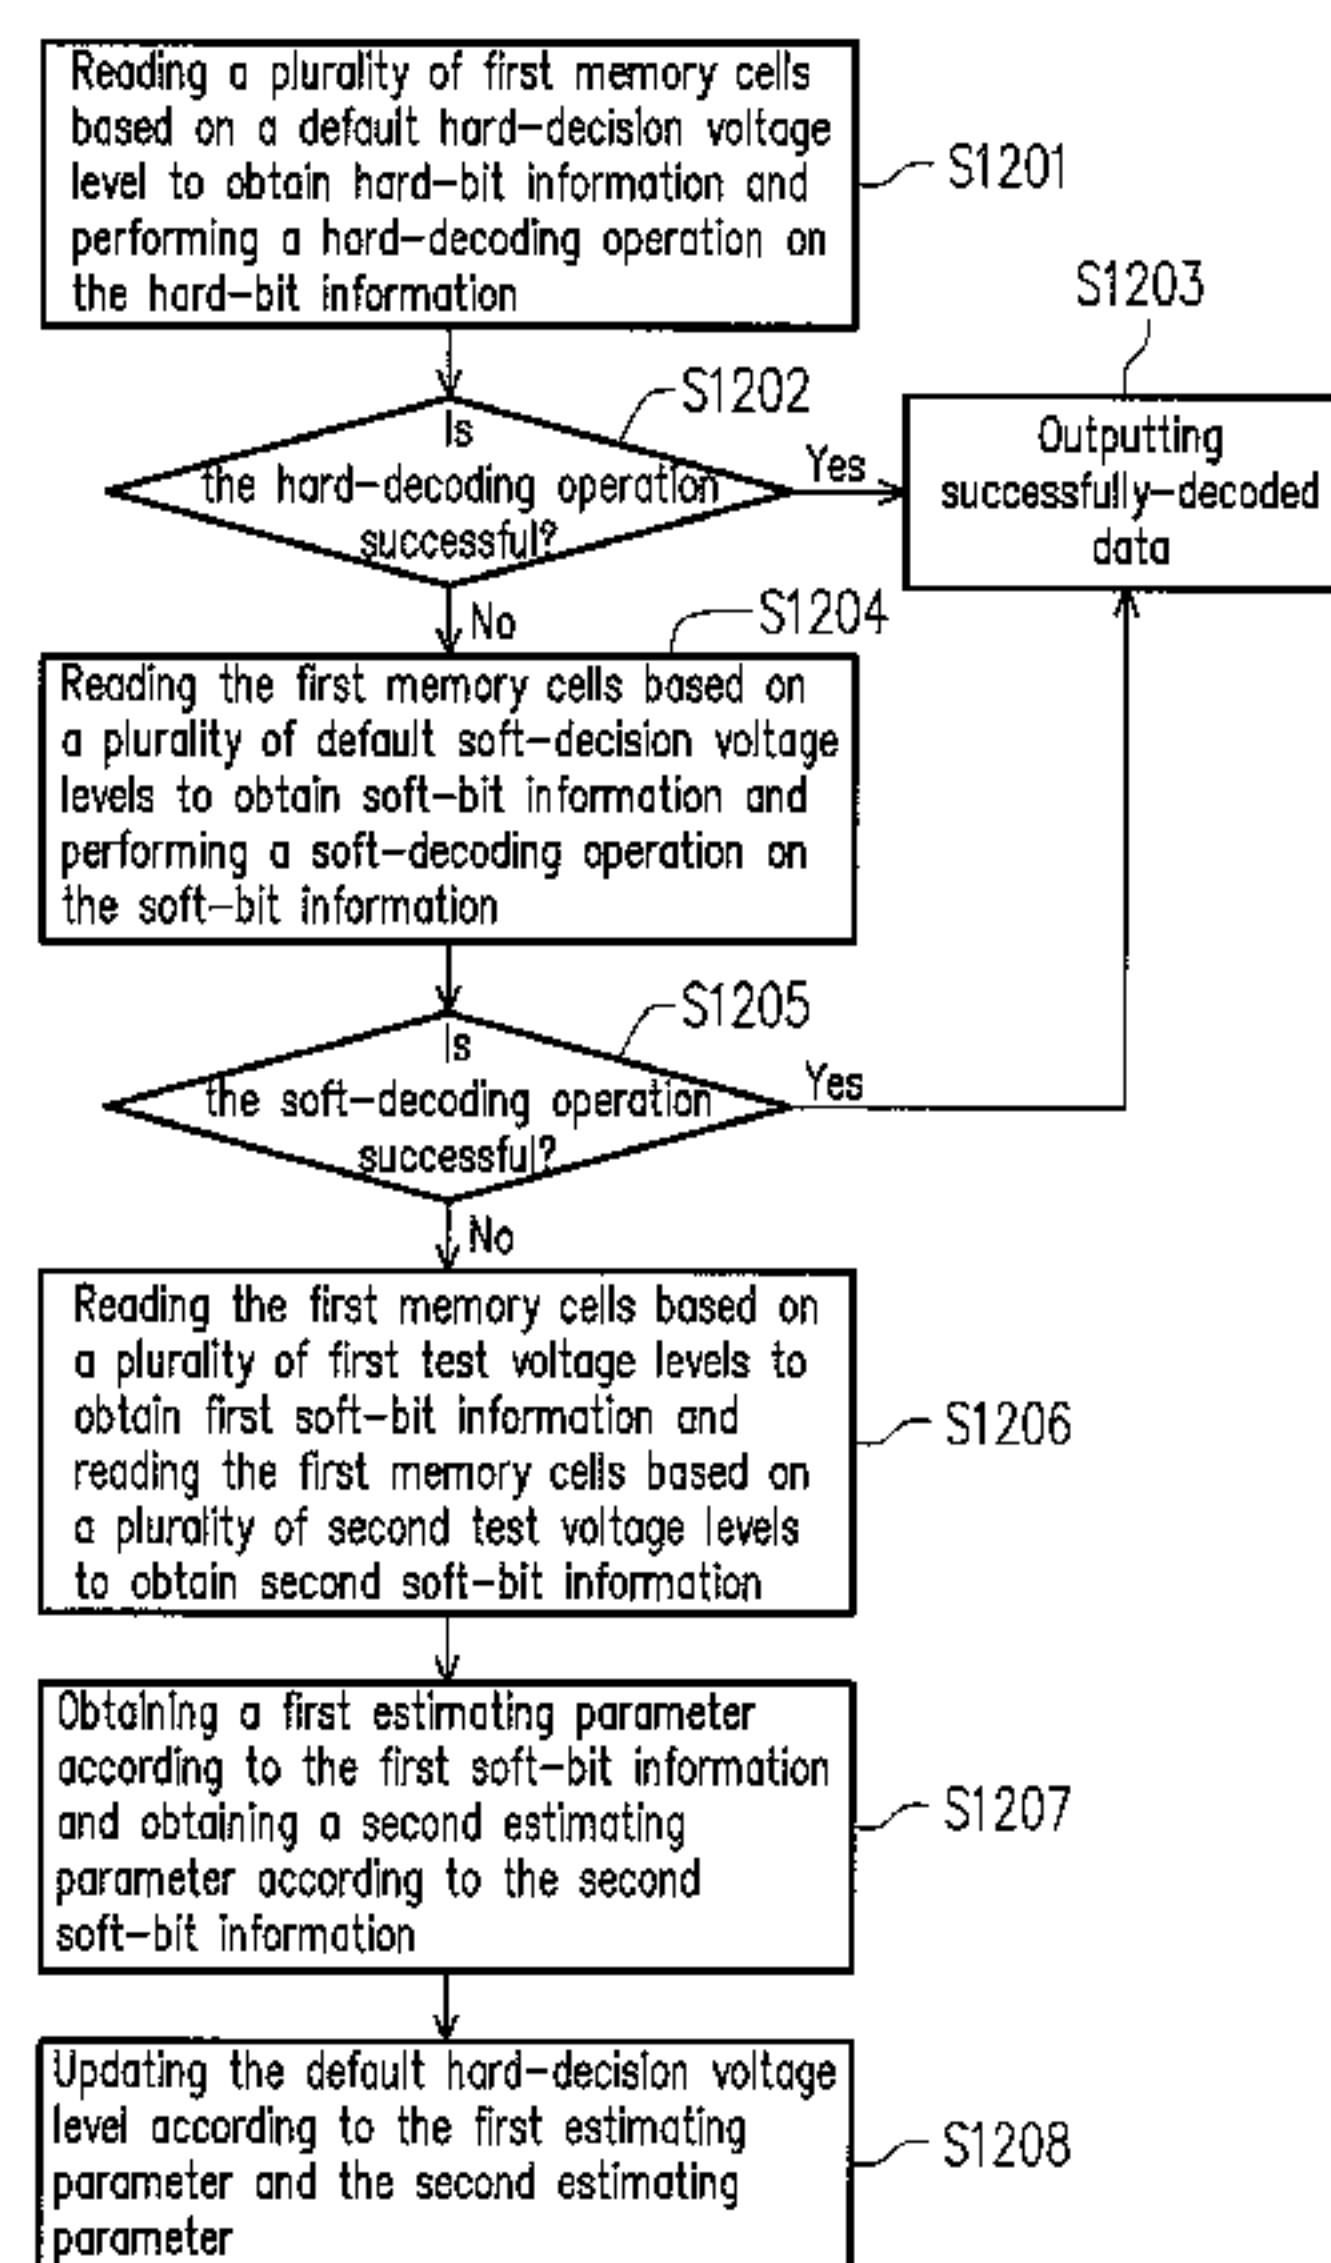 Reading a plurality of first memory cells
based on a default hard-decision voltage
level to obtain hard-bit information and
performing a hard-decoding operation on
the hard-bit information
S1201
S1202
Is
the hard-decoding operation
successful?
Yes
No
S1203
Outputting
successfully-decoded
data
S1204
Reading the first memory cells based on
a plurality of default soft-decision voltage
levels to obtain soft-bit information and
performing a soft-decoding operation on
the soft-bit information
S1205
Is
the soft-decoding operation
successful?
Yes
No
Reading the first memory cells based on
a plurality of first test voltage levels to
obtain first soft-bit information and
reading the first memory cells based on
a plurality of second test voltage levels
to obtain second soft-bit information
S1206
Obtaining a first estimating parameter
according to the first soft-bit information
and obtaining a second estimating
parameter according to the second
soft-bit information
S1207
Updating the default hard-decision voltage
level according to the first estimating
parameter and the second estimating
parameter
S1208